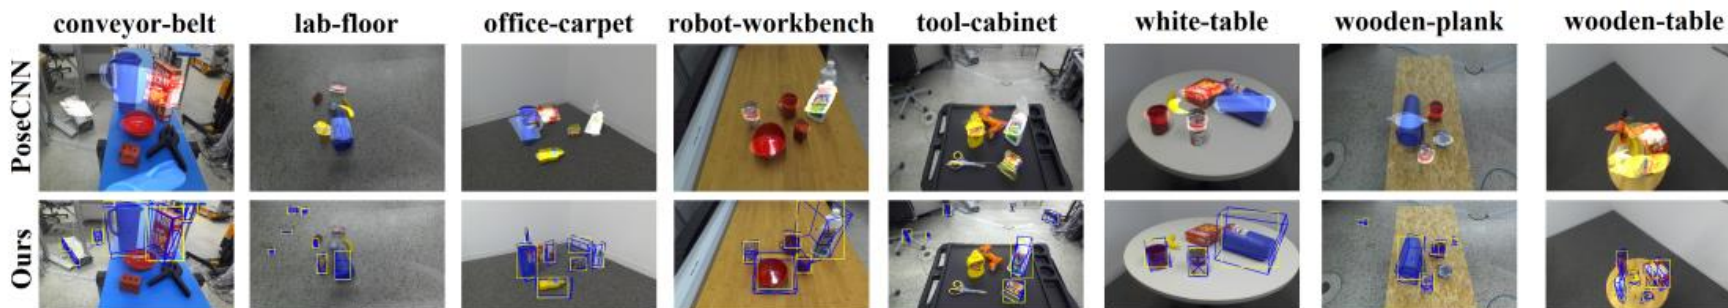 conveyor-belt lab-floor office-carpet robot-workbench tool-cabinet white-table wooden-plank wooden-table
PoseCNN
Ours